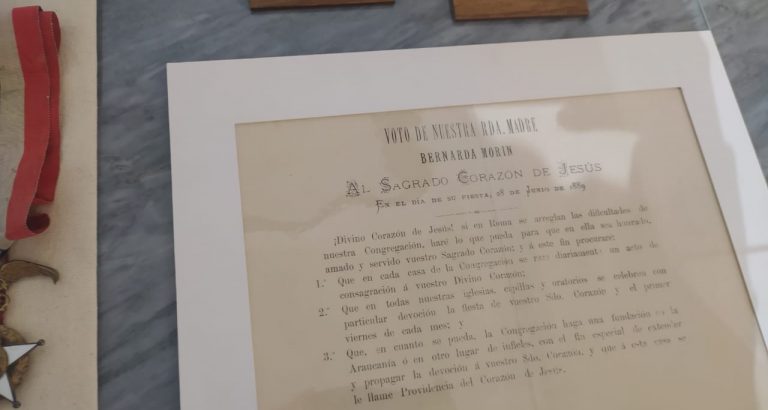 VOTO DE NUESTRA RDA. MADRE
BERNARDA MORIN
AL SAGRADO CORAZON DE JESÚS
EN EL DÍA DE SU FIESTA, 28 DE JUNIO DE 1889
¡Divino Corazón de Jesús! si en Roma se arreglan las dificultades de
nuestra Congregación, haré lo que pueda para que en ella sea honrado,
amado y servido vuestro Sagrado Corazón; y á este fin procuraré:
1.° Que en cada casa de la Congregación se rece diariamente un acto de
consagración á vuestro Divino Corazón;
2.° Que en todas nuestras iglesias, capillas y oratorios se celebren con
particular devoción la fiesta de vuestro Sdo. Corazón y el primer
viernes de cada mes; y
3.° Que, en cuanto se pueda, la Congregación haga una fundación en la
Araucanía ó en otro lugar de infieles, con el fin especial de extender
y propagar la devoción á vuestro Sdo. Corazón, y que á esta casa se
le llame Providencia del Corazón de Jesús.